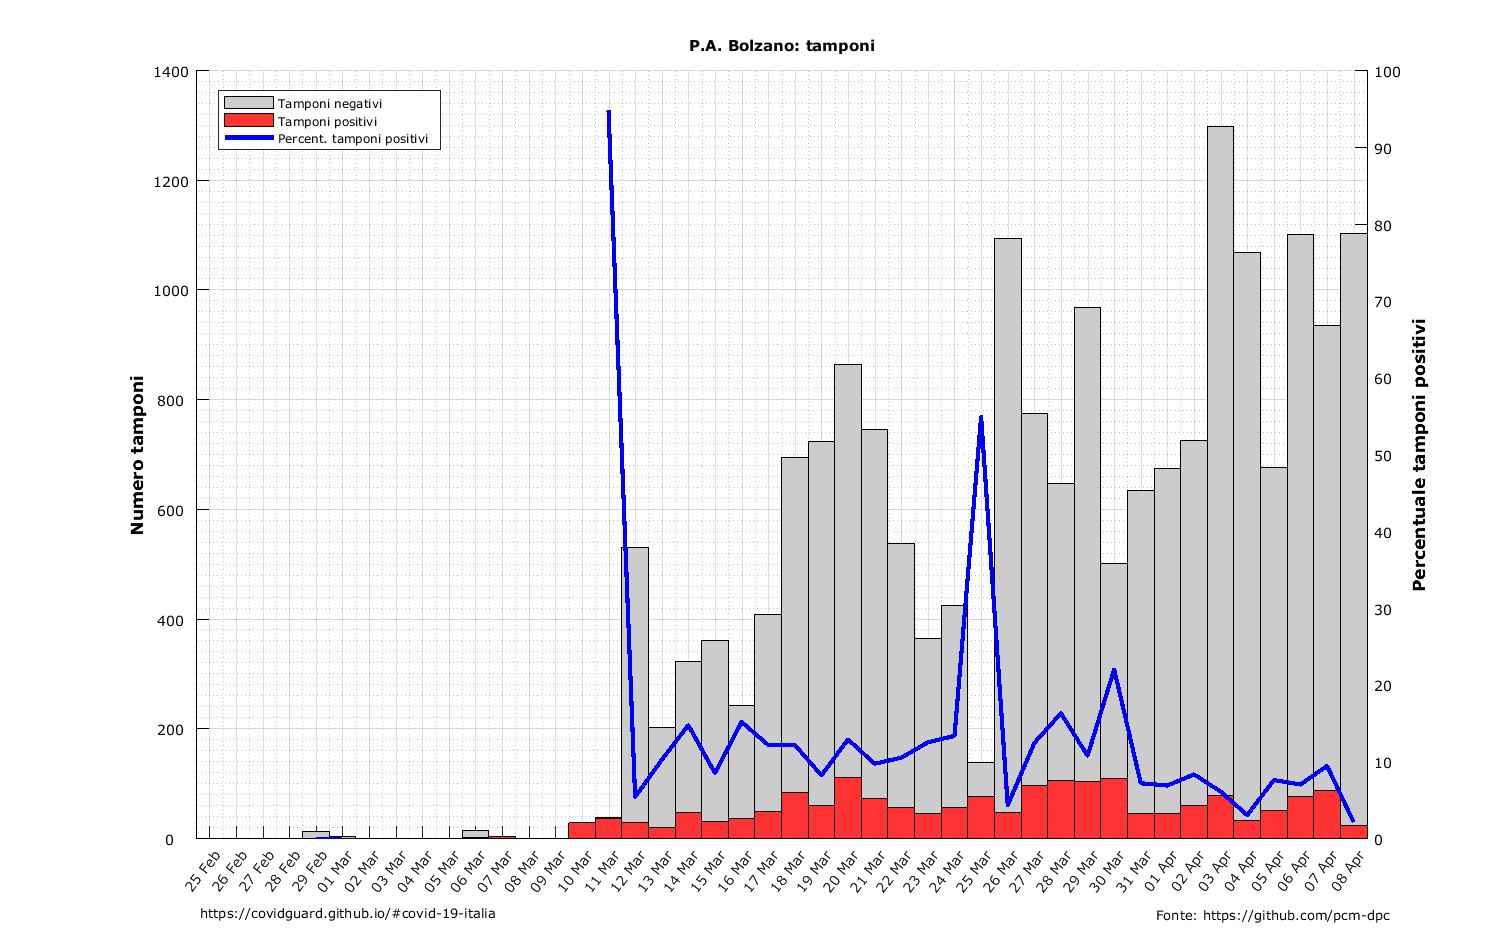 P.A. Bolzano: tamponi
Tamponi negativi
Tamponi positivi
Percent. tamponi positivi
Numero tamponi
1400
1200
1000
800
600
400
200
0
100
90
80
70
60
50
40
30
20
10
0
Percentuale tamponi positivi
25 Feb
26 Feb
27 Feb
28 Feb
29 Feb
01 Mar
02 Mar
03 Mar
04 Mar
05 Mar
06 Mar
07 Mar
08 Mar
09 Mar
10 Mar
11 Mar
12 Mar
13 Mar
14 Mar
15 Mar
16 Mar
17 Mar
18 Mar
19 Mar
20 Mar
21 Mar
22 Mar
23 Mar
24 Mar
25 Mar
26 Mar
27 Mar
28 Mar
29 Mar
30 Mar
31 Mar
01 Apr
02 Apr
03 Apr
04 Apr
05 Apr
06 Apr
07 Apr
08 Apr
https://covidguard.github.io/#covid-19-italia
Fonte: https://github.com/pcm-dpc